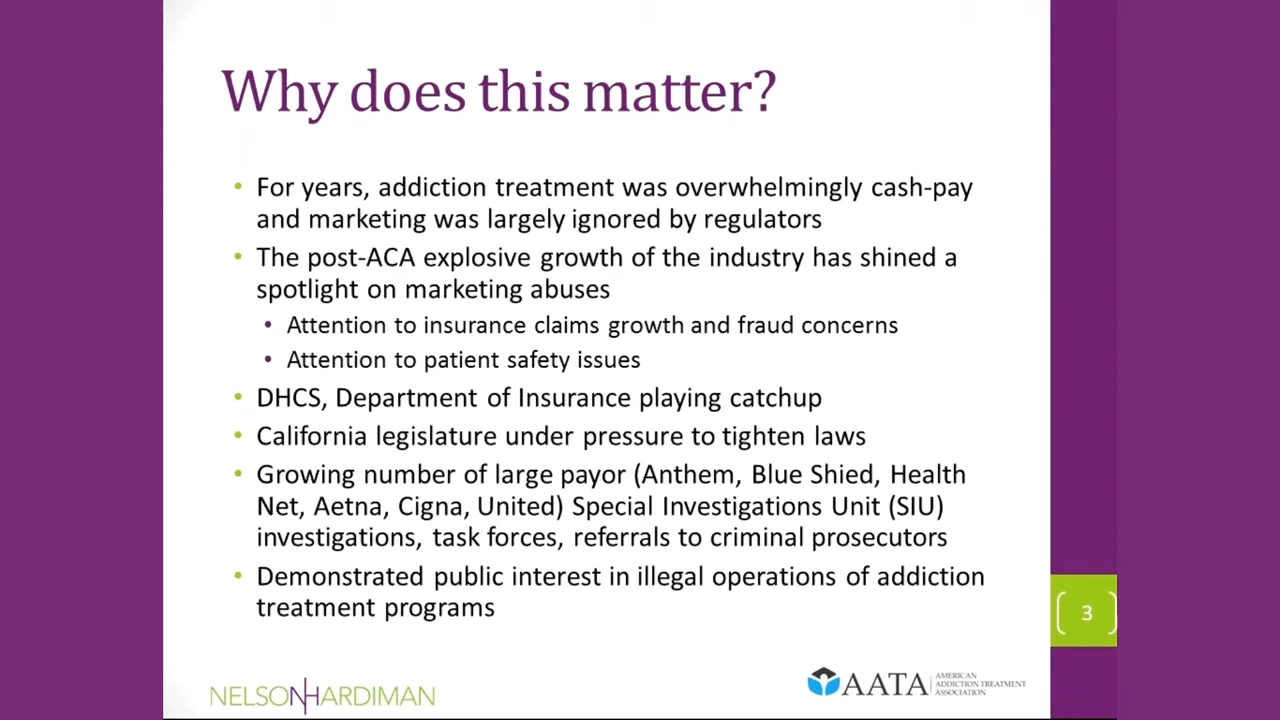 Why does this matter?
• For years, addiction treatment was overwhelmingly cash-pay
and marketing was largely ignored by regulators
• The post-ACA explosive growth of the industry has shined a
spotlight on marketing abuses
• Attention to insurance claims growth and fraud concerns
• Attention to patient safety issues
• DHCS, Department of Insurance playing catchup
• California legislature under pressure to tighten laws
• Growing number of large payor (Anthem, Blue Shied, Health
Net, Aetna, Cigna, United) Special Investigations Unit (SIU)
investigations, task forces, referrals to criminal prosecutors
• Demonstrated public interest in illegal operations of addiction
treatment programs
3
NELSONHARDIMAN
AATA
AMERICAN
ADDICTION TREATMENT
ASSOCIATION